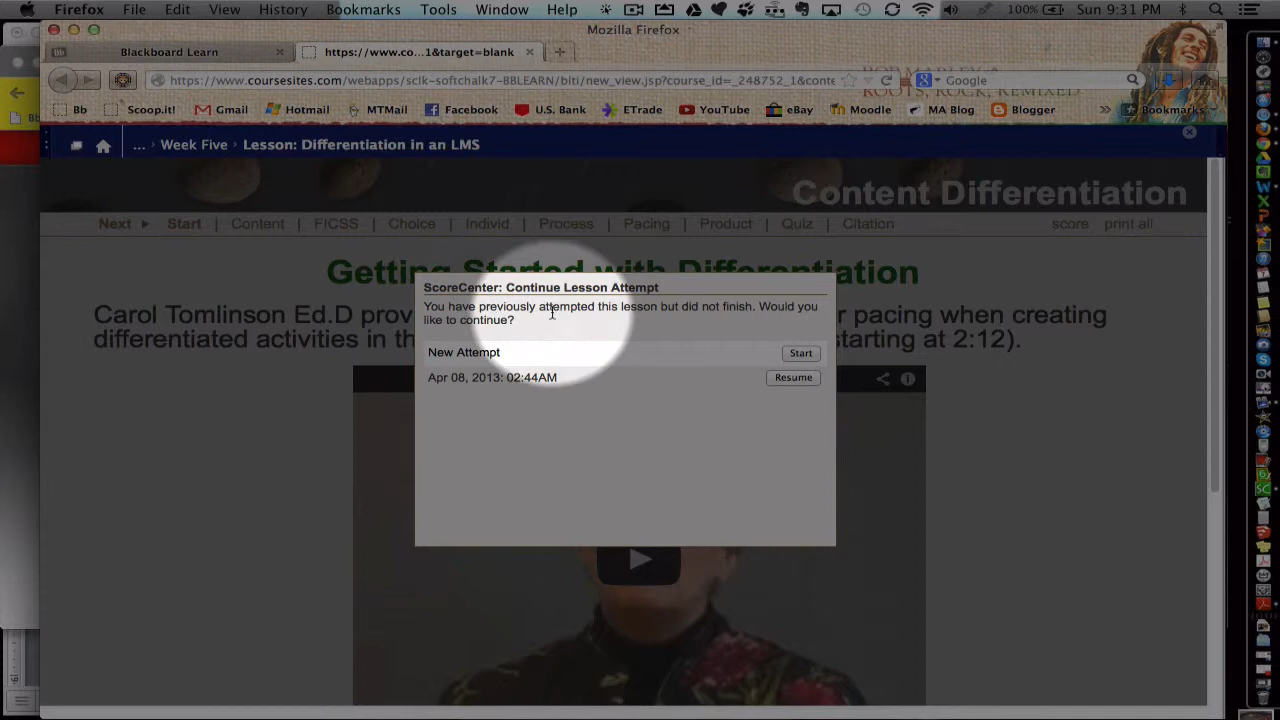 Firefox File Edit View History Bookmarks Tools Window Help 100% Sun 9:31 PM
Mozilla Firefox
Bb Blackboard Learn × https://www.co...1&target=blank × +
https://www.coursesites.com/webapps/sclk-softchalk7-BBLEARN/blti/new_view.jsp?course_id=_248752_1&conte Google
ROOTS, ROCK, REMIXED
Bb Scoop.it! Gmail Hotmail MTMail Facebook U.S. Bank ETrade YouTube eBay Moodle MA Blog Blogger » Bookmarks
... › Week Five › Lesson: Differentiation in an LMS
Content Differentiation
Next Start | Content | FICSS | Choice | Individ | Process | Pacing | Product | Quiz | Citation score | print all
Getting Started with Differentiation
Carol Tomlinson Ed.D prov r pacing when creating
differentiated activities in th starting at 2:12).
ScoreCenter: Continue Lesson Attempt
You have previously attempted this lesson but did not finish. Would you
like to continue?
New Attempt Start
Apr 08, 2013: 02:44AM Resume